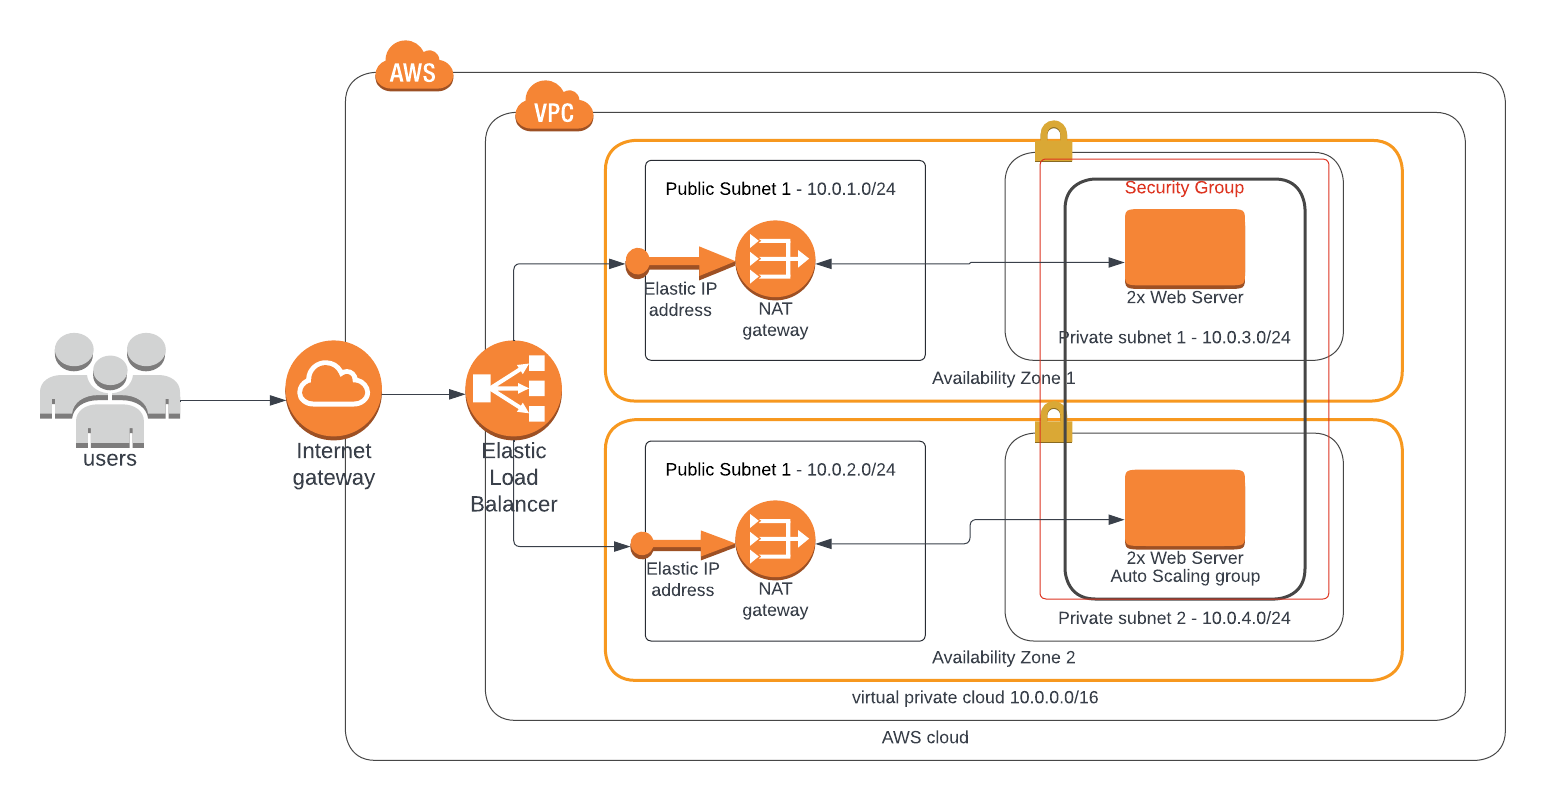 AWS
VPC
Public Subnet 1 - 10.0.1.0/24
Security Group
Elastic IP
address
NAT
gateway
2x Web Server
Private subnet 1 - 10.0.3.0/24
Availability Zone 1
users
Internet
gateway
Elastic
Load
Balancer
Public Subnet 1 - 10.0.2.0/24
Elastic IP
address
NAT
gateway
2x Web Server
Auto Scaling group
Private subnet 2 - 10.0.4.0/24
Availability Zone 2
virtual private cloud 10.0.0.0/16
AWS cloud